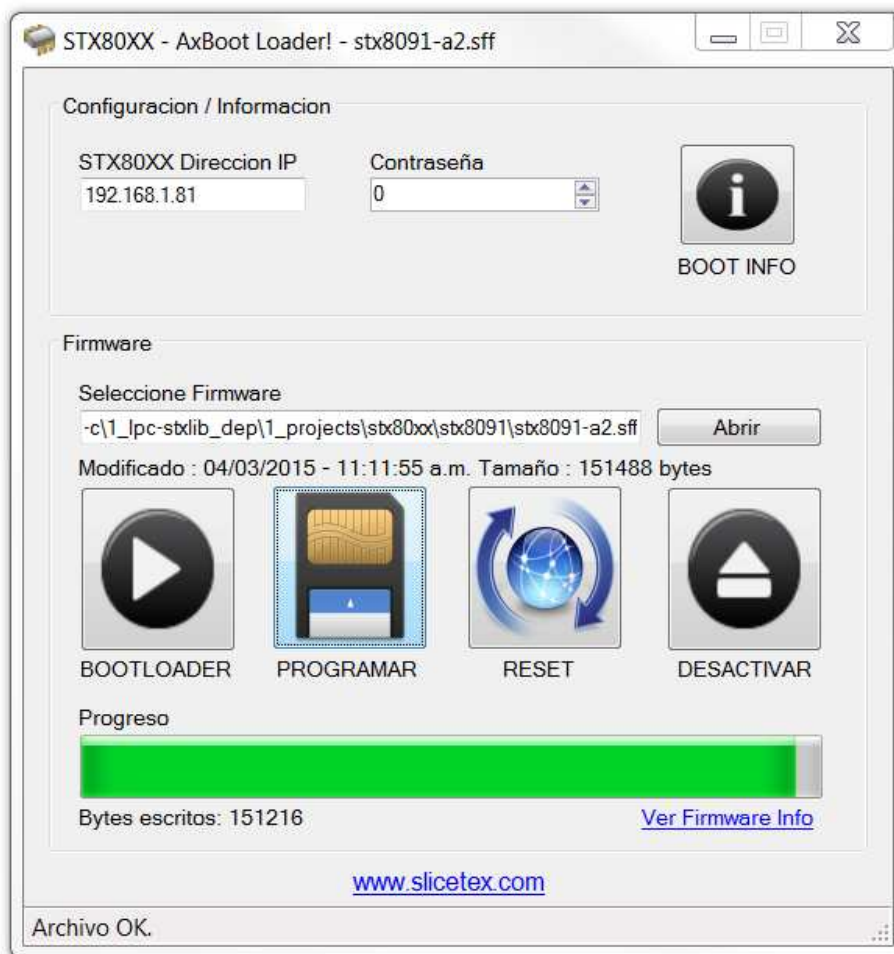 STX80XX - AxBoot Loader! - stx8091-a2.sff
Configuracion / Informacion
STX80XX Direccion IP
Contraseña
192.168.1.81
0
BOOT INFO
Firmware
Seleccione Firmware
-c\1_lpc-stxlib_dep\1_projects\stx80xx\stx8091\stx8091-a2.sff
Abrir
Modificado : 04/03/2015 - 11:11:55 a.m. Tamaño : 151488 bytes
BOOTLOADER
PROGRAMAR
RESET
DESACTIVAR
Progreso
Bytes escritos: 151216
Ver Firmware Info
www.slicetex.com
Archivo OK.